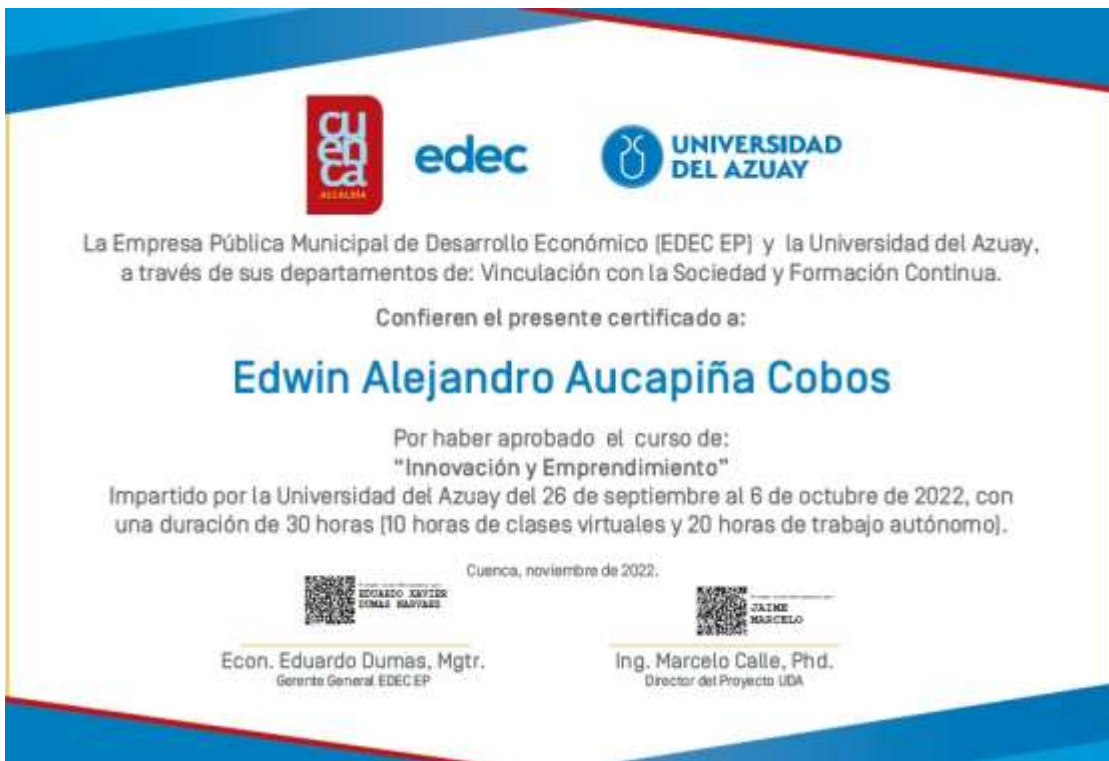 cuenca
ALCALDÍA
edec
UNIVERSIDAD
DEL AZUAY
La Empresa Pública Municipal de Desarrollo Económico (EDEC EP) y la Universidad del Azuay,
a través de sus departamentos de: Vinculación con la Sociedad y Formación Continua.
Confieren el presente certificado a:
Edwin Alejandro Aucapiña Cobos
Por haber aprobado el curso de:
"Innovación y Emprendimiento"
Impartido por la Universidad del Azuay del 26 de septiembre al 6 de octubre de 2022, con
una duración de 30 horas (10 horas de clases virtuales y 20 horas de trabajo autónomo).
Cuenca, noviembre de 2022.
EDUARDO XAVIER
DUMAS
JAIME
MARCELO
Econ. Eduardo Dumas, Mgtr.
Gerente General EDEC EP
Ing. Marcelo Calle, Phd.
Director del Proyecto UDA